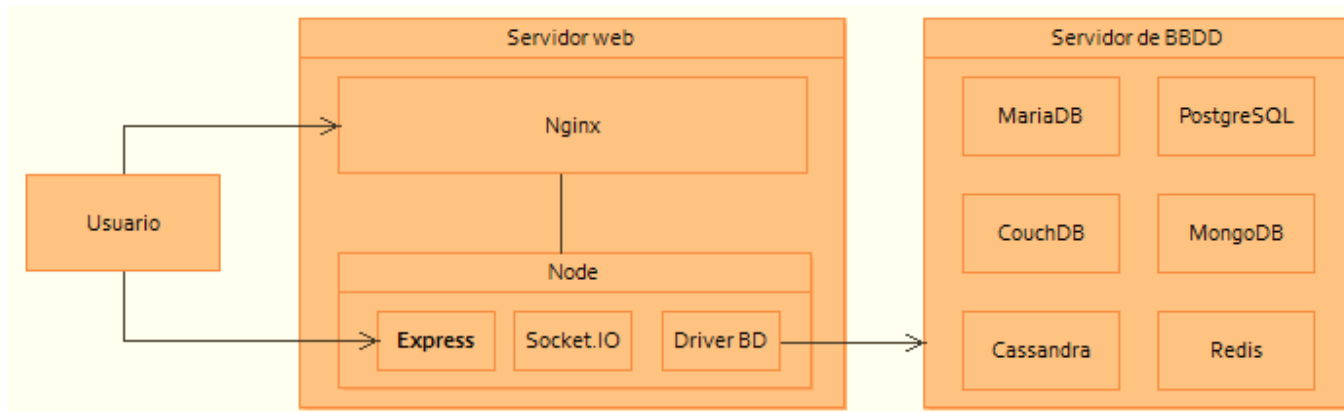 Servidor web
Servidor de BBDD
Nginx
MariaDB
PostgreSQL
Usuario
CouchDB
MongoDB
Node
Express
Socket.IO
Driver BD
Cassandra
Redis